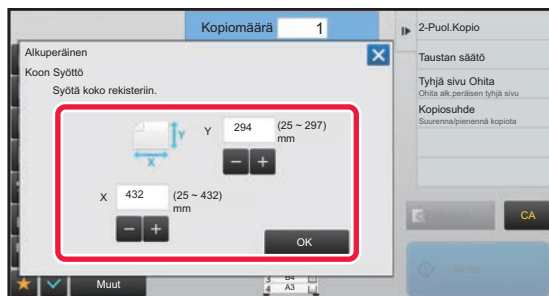 Kopiomäärä 1
Alkuperäinen
Koon Syöttö
Syötä koko rekisteriin.
Y
X
Y 294 (25 ~ 297)
mm
X 432 (25 ~ 432)
mm
OK
2-Puol.Kopio
Taustan säätö
Tyhjä sivu Ohita
Ohita alk.peräisen tyhjä sivu
Kopiosuhde
Suurenna/pienennä kopiota
CA
Muut
3 B4
4 A3